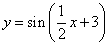 y = sin(1/2 x + 3)